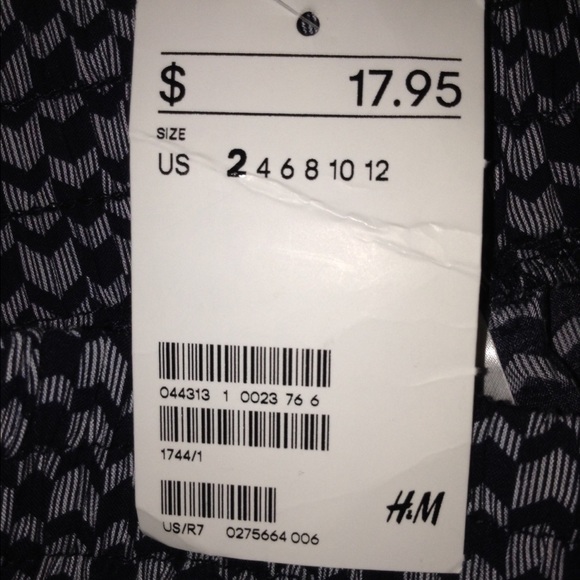 $ 17.95
SIZE
US 2 4 6 8 10 12
044313 1 0023 76 6
1744/1
US/R7 0275664 006
H&M